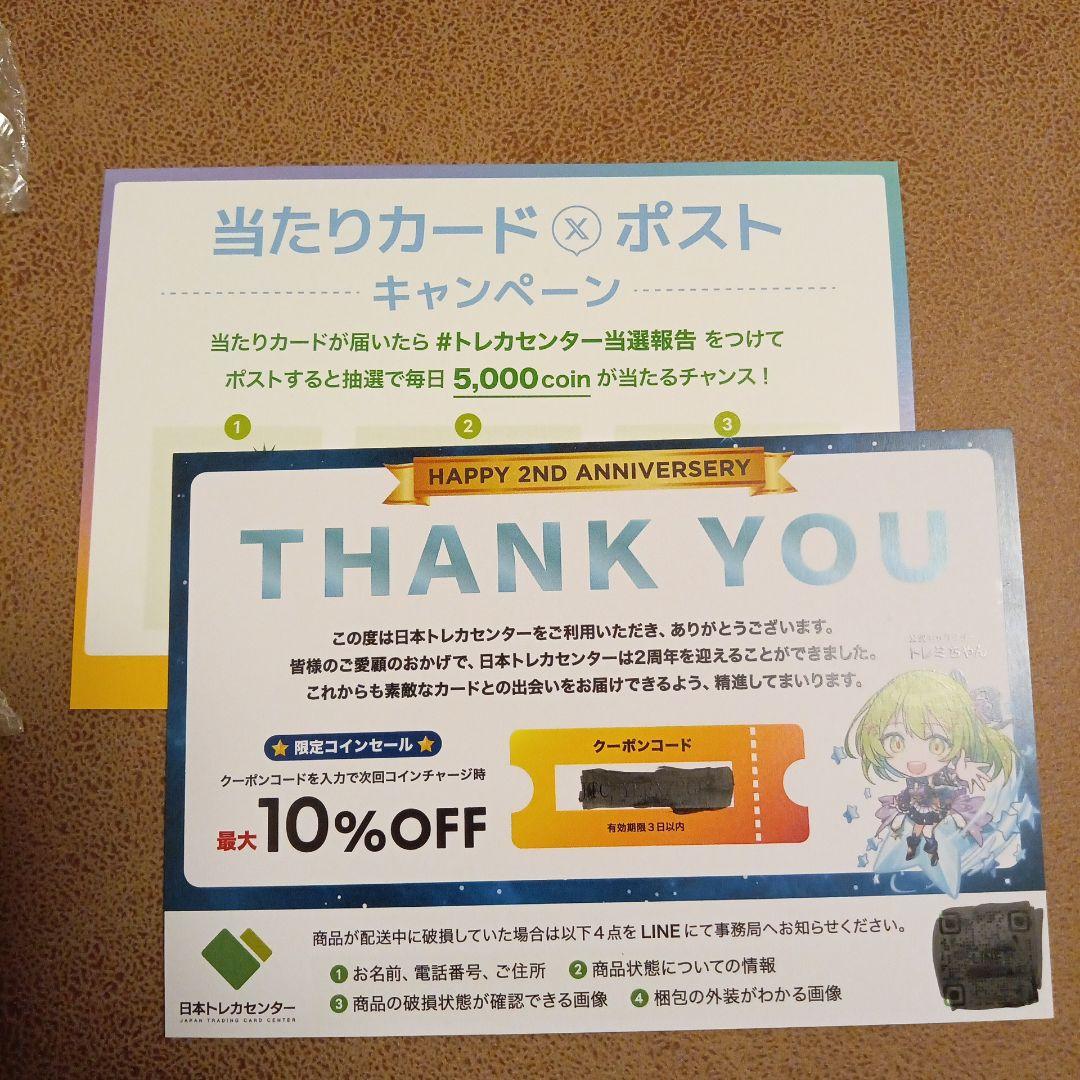 当たりカード X ポスト
キャンペーン
当たりカードが届いたら #トレカセンター当選報告 をつけて
ポストすると抽選で毎日 5,000coin が当たるチャンス！
1 2 3
HAPPY 2ND ANNIVERSERY
THANK YOU
この度は日本トレカセンターをご利用いただき、ありがとうございます。
皆様のご愛顧のおかげで、日本トレカセンターは2周年を迎えることができました。
これからも素敵なカードとの出会いをお届けできるよう、精進してまいります。
公式キャラクター
トレミちゃん
限定コインセール
クーポンコードを入力で次回コインチャージ時
最大10%OFF
クーポンコード
有効期限3日以内
日本トレカセンター
JAPAN TRADING CARD CENTER
商品が配送中に破損していた場合は以下4点をLINEにて事務局へお知らせください。
1 お名前、電話番号、ご住所 2 商品状態についての情報
3 商品の破損状態が確認できる画像 4 梱包の外装がわかる画像